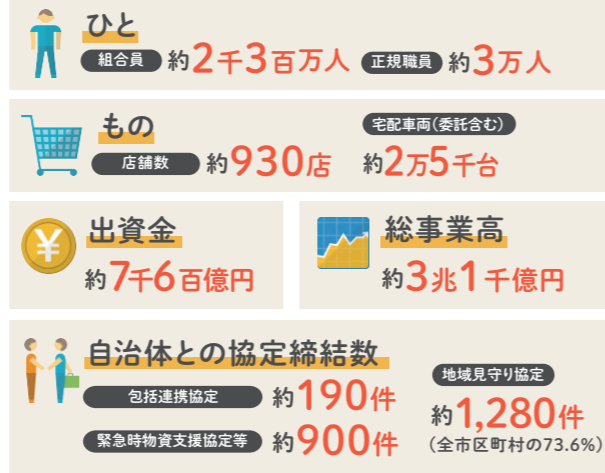 ひと
組合員 約2千3百万人 正規職員 約3万人
もの
店舗数 約930店
宅配車両(委託含む)
約2万5千台
出資金
約7千6百億円
総事業高
約3兆1千億円
自治体との協定締結数
包括連携協定 約190件
緊急時物資支援協定等 約900件
地域見守り協定
約1,280件
(全市区町村の73.6%)